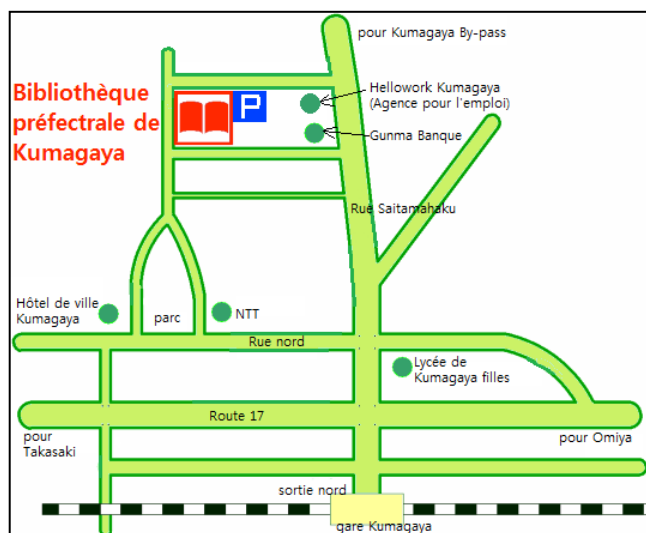 pour Kumagaya By-pass
Bibliothèque
préfectrale de
Kumagaya
P
Hellowork Kumagaya
(Agence pour l'emploi)
Gunma Banque
Rue Saitamahaku
Hôtel de ville
Kumagaya
parc
NTT
Rue nord
Lycée de
Kumagaya filles
Route 17
pour
Takasaki
pour Omiya
sortie nord
gare Kumagaya